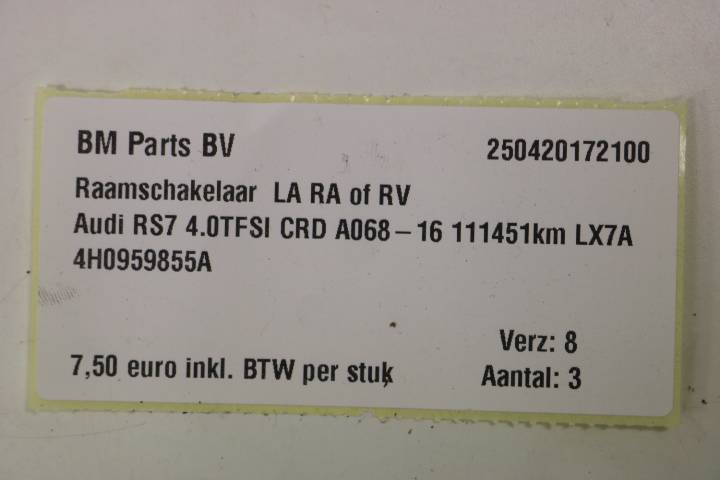 BM Parts BV 250420172100
Raamschakelaar LA RA of RV
Audi RS7 4.0TFSI CRD A068-16 111451km LX7A
4H0959855A
Verz: 8
7,50 euro inkl. BTW per stuk Aantal: 3